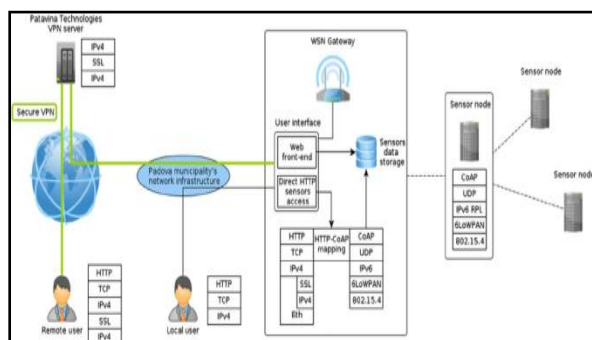 Patavina Technologies
VPN server
IPv4
SSL
IPv4
Secure VPN
Padova municipality's
network infrastructure
HTTP
TCP
IPv4
SSL
IPv4
Remote user
HTTP
TCP
IPv4
Local user
WSN Gateway
User interface
Web
front-end
Direct HTTP
sensors
access
Sensors
data
storage
HTTP
TCP
IPv4
SSL
IPv4
Eth
HTTP-CoAP
mapping
CoAP
UDP
IPv6
6LoWPAN
802.15.4
Sensor node
CoAP
UDP
IPv6 RPL
6LoWPAN
802.15.4
Sensor node
Sensor node